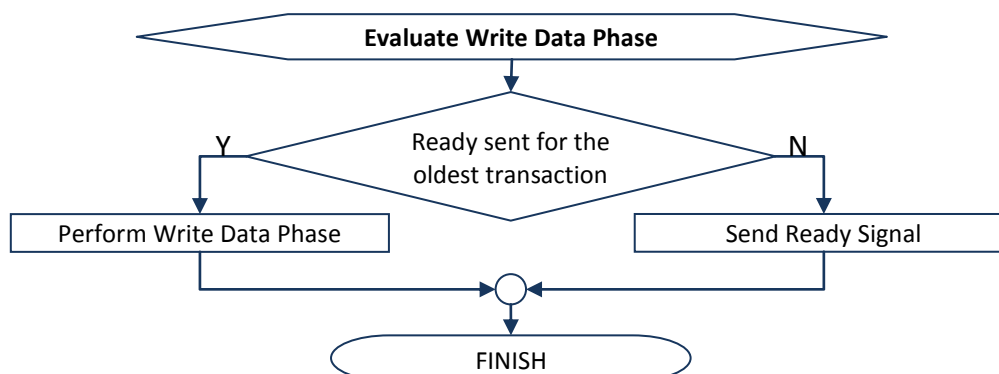 Evaluate Write Data Phase
Ready sent for the
oldest transaction
Y
N
Perform Write Data Phase
Send Ready Signal
FINISH